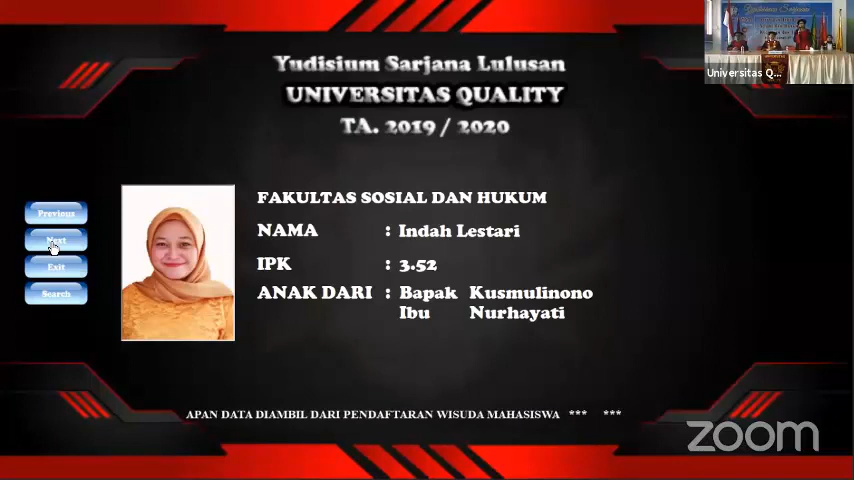 Yudisium Sarjana Lulusan
UNIVERSITAS QUALITY
TA. 2019 / 2020
Universitas Q...
FAKULTAS SOSIAL DAN HUKUM
NAMA : Indah Lestari
IPK : 3.52
ANAK DARI : Bapak Kusmulinono
Ibu Nurhayati
Previous
Next
Exit
Search
APAN DATA DIAMBIL DARI PENDAFTARAN WISUDA MAHASISWA *** ***
zoom